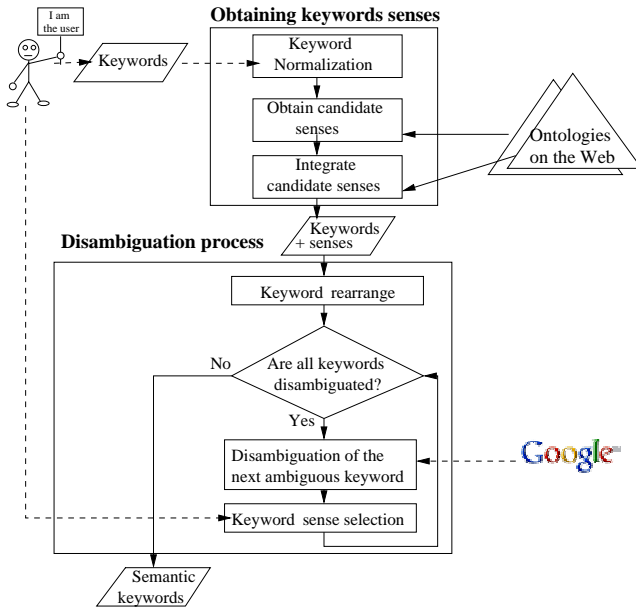 I am
the user
Obtaining keywords senses
Keywords
Keyword
Normalization
Obtain candidate
senses
Integrate
candidate senses
Ontologies
on the Web
Keywords
+ senses
Disambiguation process
Keyword rearrange
No
Are all keywords
disambiguated?
Yes
Disambiguation of the
next ambiguous keyword
Google
Keyword sense selection
Semantic
keywords